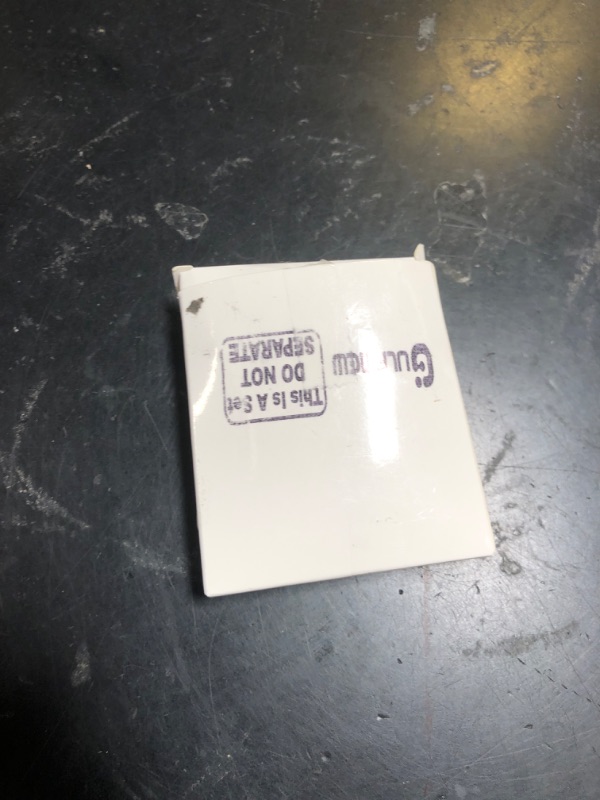 This Is A Set
DO NOT
SEPARATE